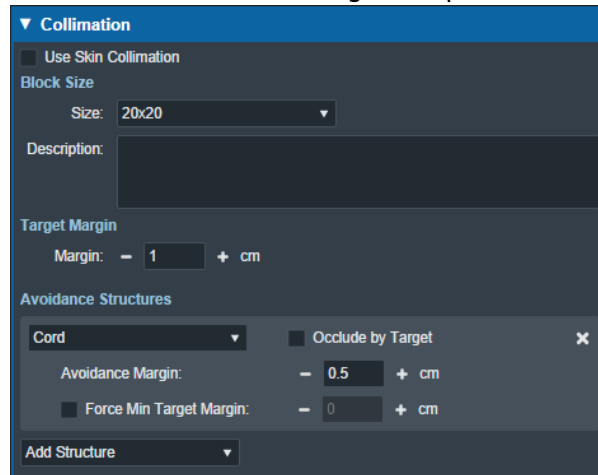 ▼ Collimation
Use Skin Collimation
Block Size
Size: 20x20
Description:
Target Margin
Margin: − 1 + cm
Avoidance Structures
Cord Occlude by Target
Avoidance Margin: − 0.5 + cm
Force Min Target Margin: − 0 + cm
Add Structure